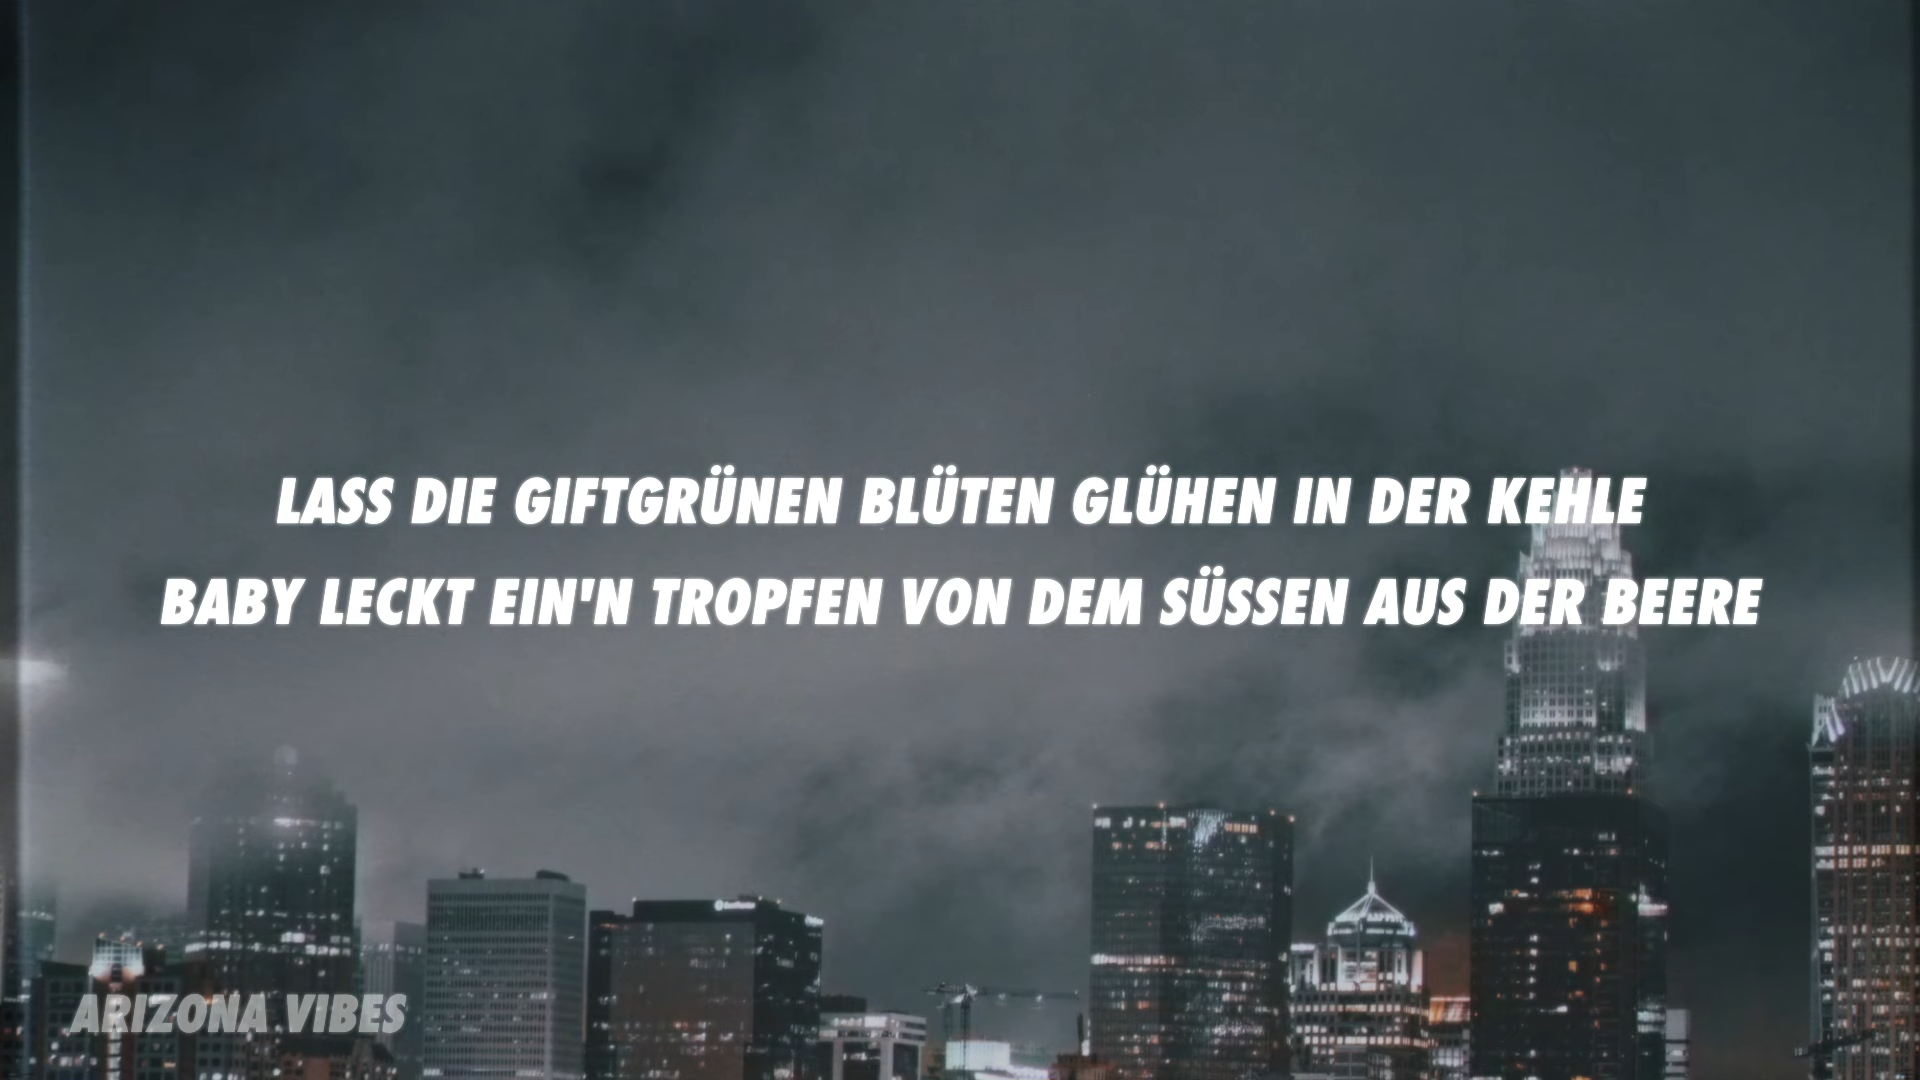 LASS DIE GIFTGRÜNEN BLÜTEN GLÜHEN IN DER KEHLE
BABY LECKT EIN'N TROPFEN VON DEM SÜSSEN AUS DER BEERE
ARIZONA VIBES